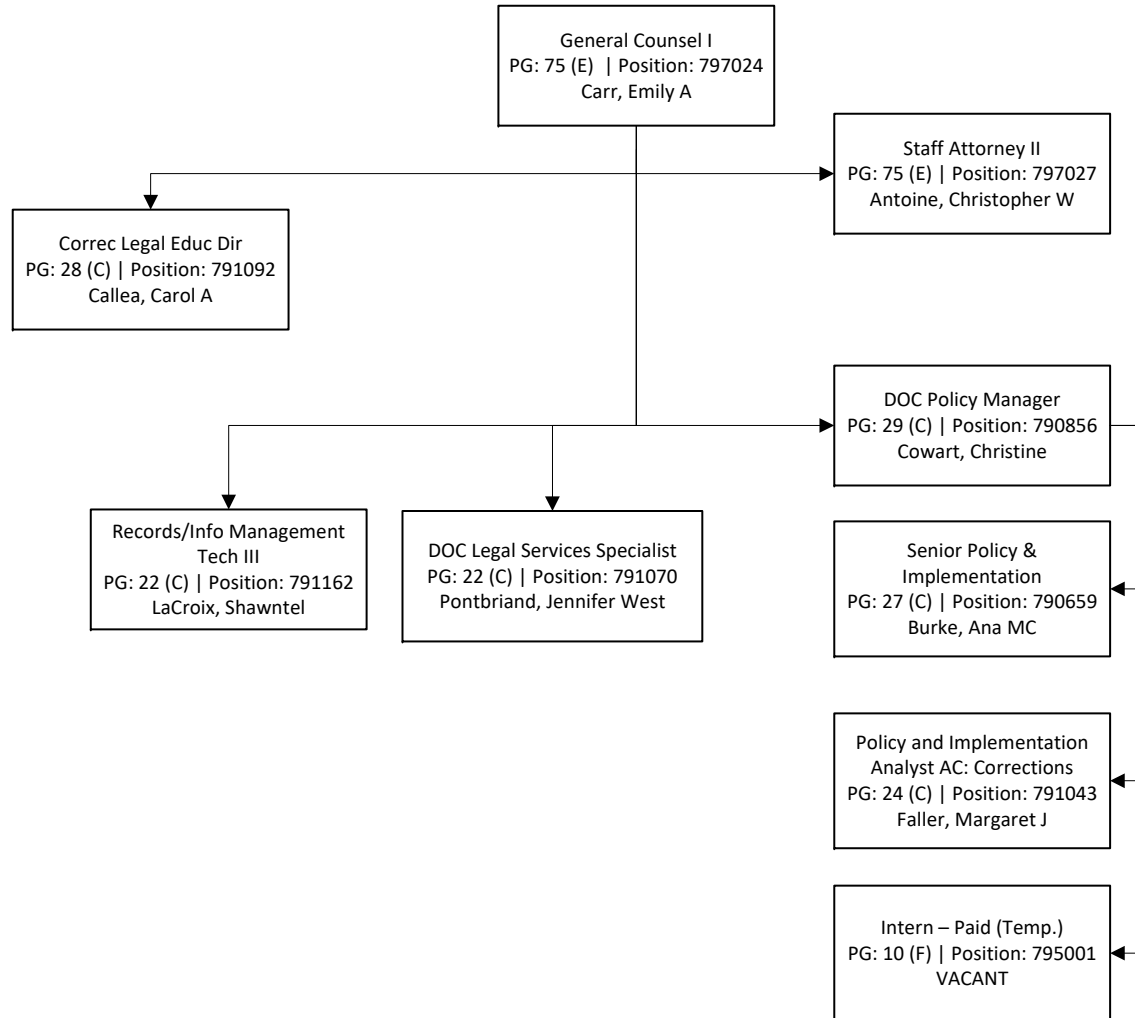 General Counsel I
PG: 75 (E)  | Position: 797024
Carr, Emily A
Staff Attorney II
PG: 75 (E) | Position: 797027
Antoine, Christopher W
Correc Legal Educ Dir
PG: 28 (C) | Position: 791092
Callea, Carol A
DOC Policy Manager
PG: 29 (C) | Position: 790856
Cowart, Christine
Records/Info Management
Tech III
PG: 22 (C) | Position: 791162
LaCroix, Shawntel
DOC Legal Services Specialist
PG: 22 (C) | Position: 791070
Pontbriand, Jennifer West
Senior Policy &
Implementation
PG: 27 (C) | Position: 790659
Burke, Ana MC
Policy and Implementation
Analyst AC: Corrections
PG: 24 (C) | Position: 791043
Faller, Margaret J
Intern – Paid (Temp.)
PG: 10 (F) | Position: 795001
VACANT